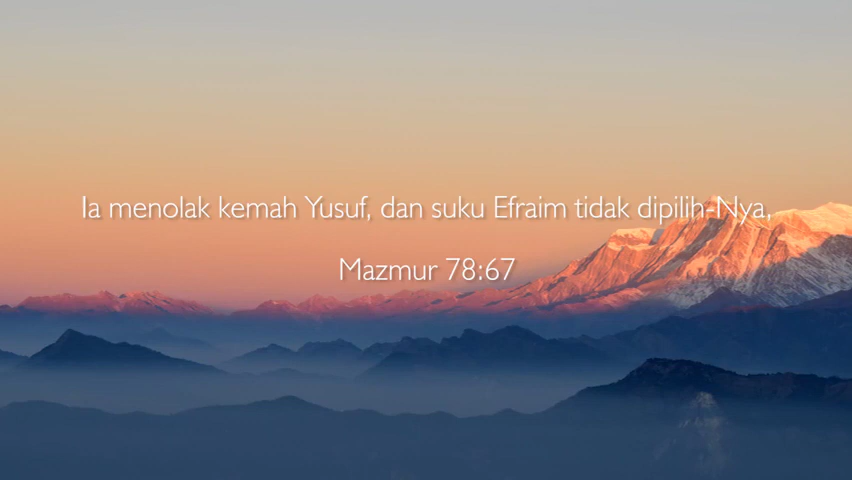 Ia menolak kemah Yusuf, dan suku Efraim tidak dipilih-Nya,
Mazmur 78:67